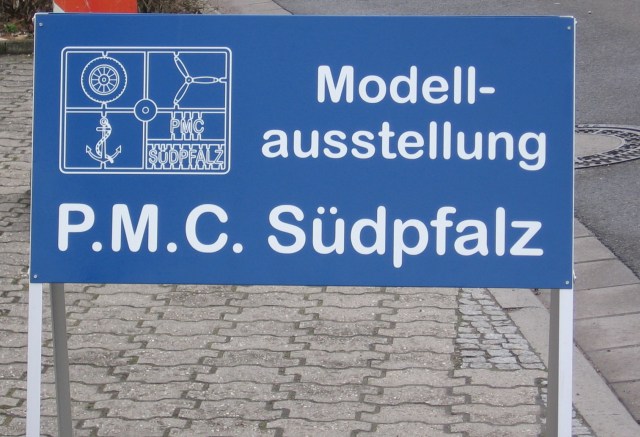 PMC
SÜDPFALZ
Modell-
ausstellung
P.M.C. Südpfalz